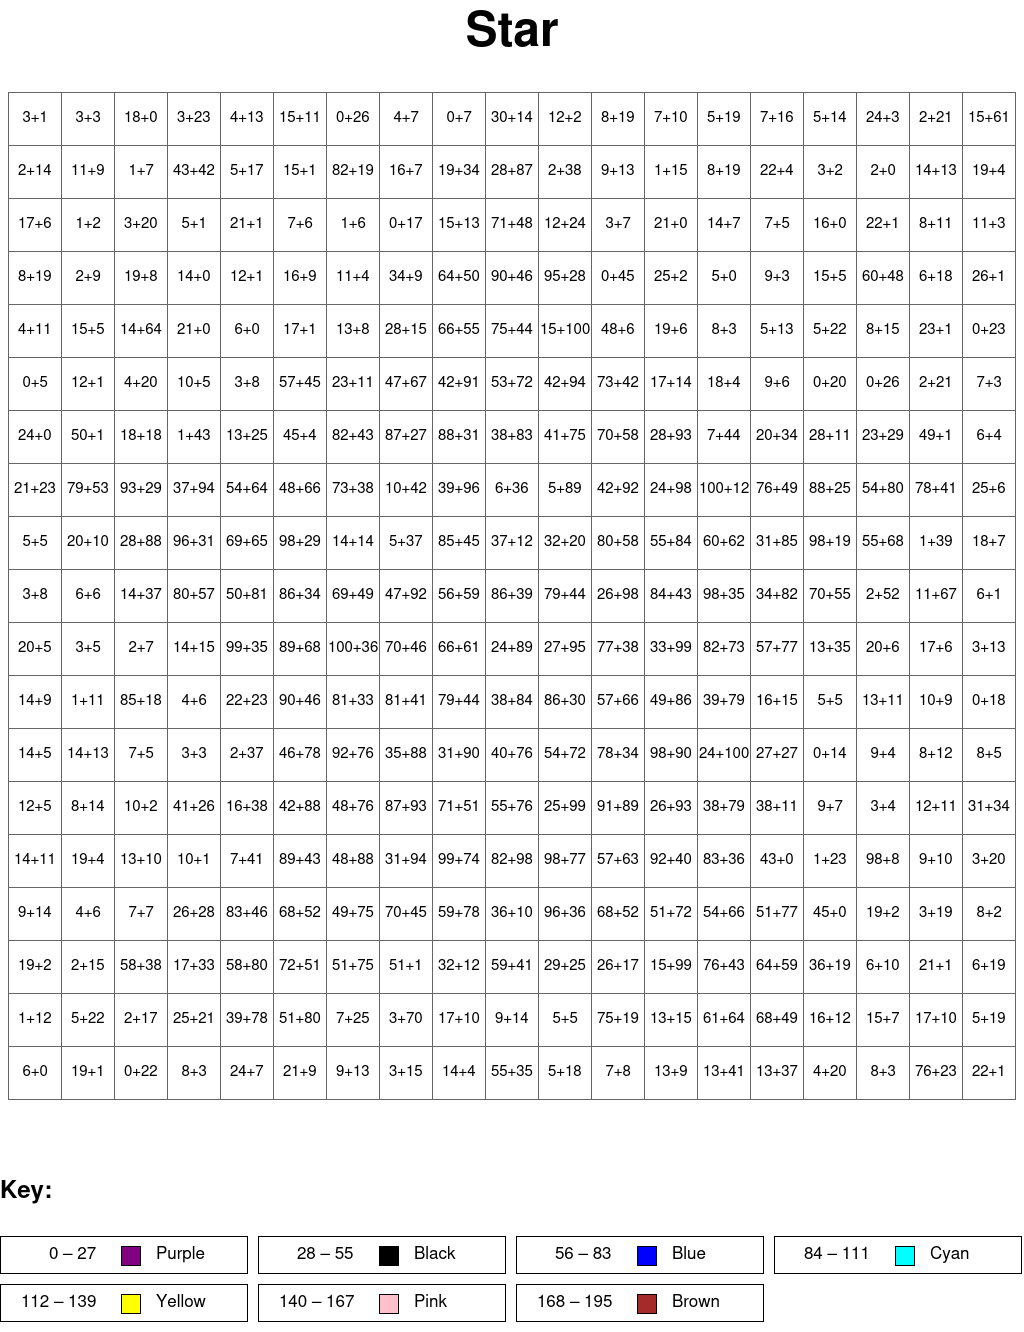 Star
3+1 3+3 18+0 3+23 4+13 15+11 0+26 4+7 0+7 30+14 12+2 8+19 7+10 5+19 7+16 5+14 24+3 2+21 15+61
2+14 11+9 1+7 43+42 5+17 15+1 82+19 16+7 19+34 28+87 2+38 9+13 1+15 8+19 22+4 3+2 2+0 14+13 19+4
17+6 1+2 3+20 5+1 21+1 7+6 1+6 0+17 15+13 71+48 12+24 3+7 21+0 14+7 7+5 16+0 22+1 8+11 11+3
8+19 2+9 19+8 14+0 12+1 16+9 11+4 34+9 64+50 90+46 95+28 0+45 25+2 5+0 9+3 15+5 60+48 6+18 26+1
4+11 15+5 14+64 21+0 6+0 17+1 13+8 28+15 66+55 75+44 15+100 48+6 19+6 8+3 5+13 5+22 8+15 23+1 0+23
0+5 12+1 4+20 10+5 3+8 57+45 23+11 47+67 42+91 53+72 42+94 73+42 17+14 18+4 9+6 0+20 0+26 2+21 7+3
24+0 50+1 18+18 1+43 13+25 45+4 82+43 87+27 88+31 38+83 41+75 70+58 28+93 7+44 20+34 28+11 23+29 49+1 6+4
21+23 79+53 93+29 37+94 54+64 48+66 73+38 10+42 39+96 6+36 5+89 42+92 24+98 100+12 76+49 88+25 54+80 78+41 25+6
5+5 20+10 28+88 96+31 69+65 98+29 14+14 5+37 85+45 37+12 32+20 80+58 55+84 60+62 31+85 98+19 55+68 1+39 18+7
3+8 6+6 14+37 80+57 50+81 86+34 69+49 47+92 56+59 86+39 79+44 26+98 84+43 98+35 34+82 70+55 2+52 11+67 6+1
20+5 3+5 2+7 14+15 99+35 89+68 100+36 70+46 66+61 24+89 27+95 77+38 33+99 82+73 57+77 13+35 20+6 17+6 3+13
14+9 1+11 85+18 4+6 22+23 90+46 81+33 81+41 79+44 38+84 86+30 57+66 49+86 39+79 16+15 5+5 13+11 10+9 0+18
14+5 14+13 7+5 3+3 2+37 46+78 92+76 35+88 31+90 40+76 54+72 78+34 98+90 24+100 27+27 0+14 9+4 8+12 8+5
12+5 8+14 10+2 41+26 16+38 42+88 48+76 87+93 71+51 55+76 25+99 91+89 26+93 38+79 38+11 9+7 3+4 12+11 31+34
14+11 19+4 13+10 10+1 7+41 89+43 48+88 31+94 99+74 82+98 98+77 57+63 92+40 83+36 43+0 1+23 98+8 9+10 3+20
9+14 4+6 7+7 26+28 83+46 68+52 49+75 70+45 59+78 36+10 96+36 68+52 51+72 54+66 51+77 45+0 19+2 3+19 8+2
19+2 2+15 58+38 17+33 58+80 72+51 51+75 51+1 32+12 59+41 29+25 26+17 15+99 76+43 64+59 36+19 6+10 21+1 6+19
1+12 5+22 2+17 25+21 39+78 51+80 7+25 3+70 17+10 9+14 5+5 75+19 13+15 61+64 68+49 16+12 15+7 17+10 5+19
6+0 19+1 0+22 8+3 24+7 21+9 9+13 3+15 14+4 55+35 5+18 7+8 13+9 13+41 13+37 4+20 8+3 76+23 22+1
Key:
0 – 27 Purple 28 – 55 Black 56 – 83 Blue 84 – 111 Cyan
112 – 139 Yellow 140 – 167 Pink 168 – 195 Brown